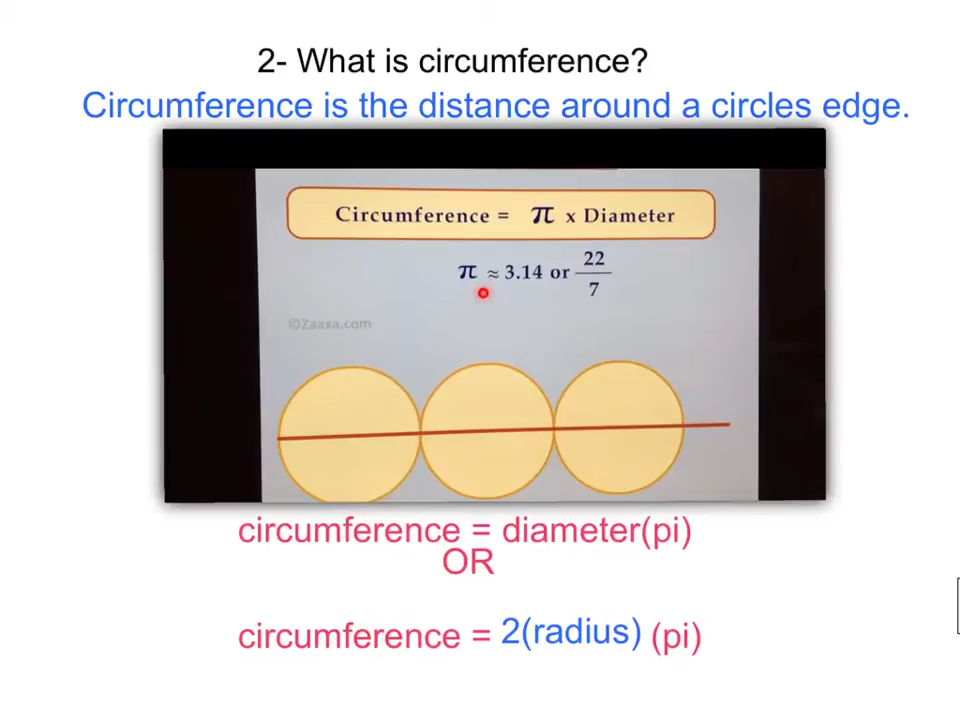 2- What is circumference?
Circumference is the distance around a circles edge.
Circumference = π x Diameter
π ≈ 3.14 or 22/7
©Zaaxa.com
circumference = diameter(pi)
OR
circumference = 2(radius) (pi)